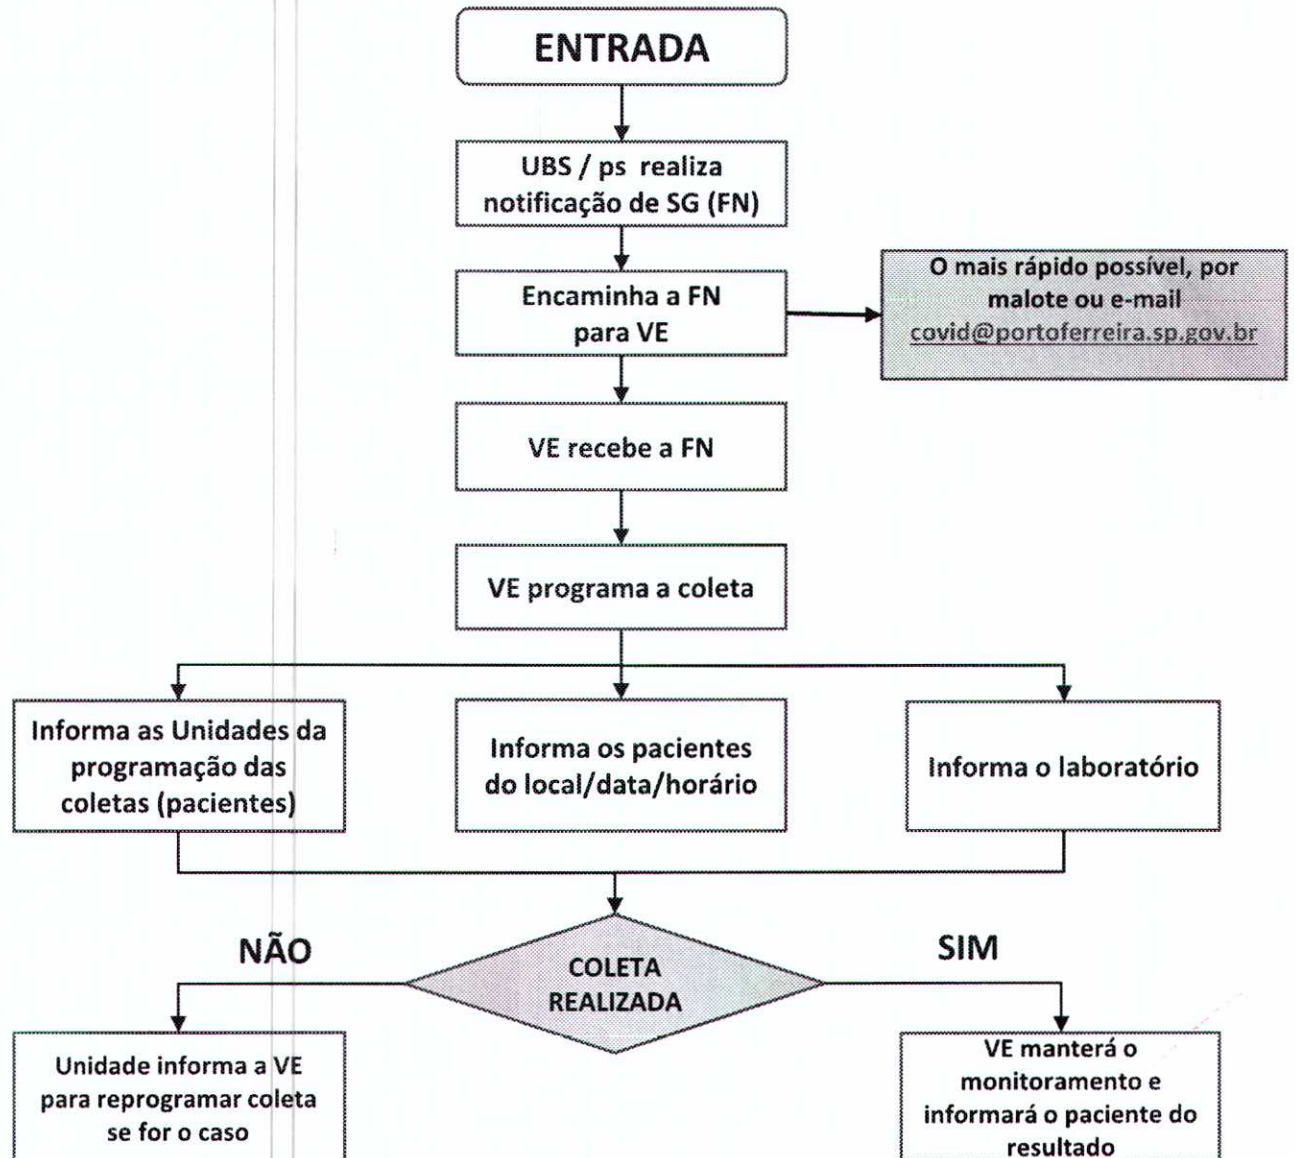 ENTRADA
UBS / ps realiza
notificação de SG (FN)
Encaminha a FN
para VE
O mais rápido possível, por
malote ou e-mail
covid@portoferreira.sp.gov.br
VE recebe a FN
VE programa a coleta
Informa as Unidades da
programação das
coletas (pacientes)
Informa os pacientes
do local/data/horário
Informa o laboratório
NÃO
COLETA
REALIZADA
SIM
Unidade informa a VE
para reprogramar coleta
se for o caso
VE manterá o
monitoramento e
informará o paciente do
resultado